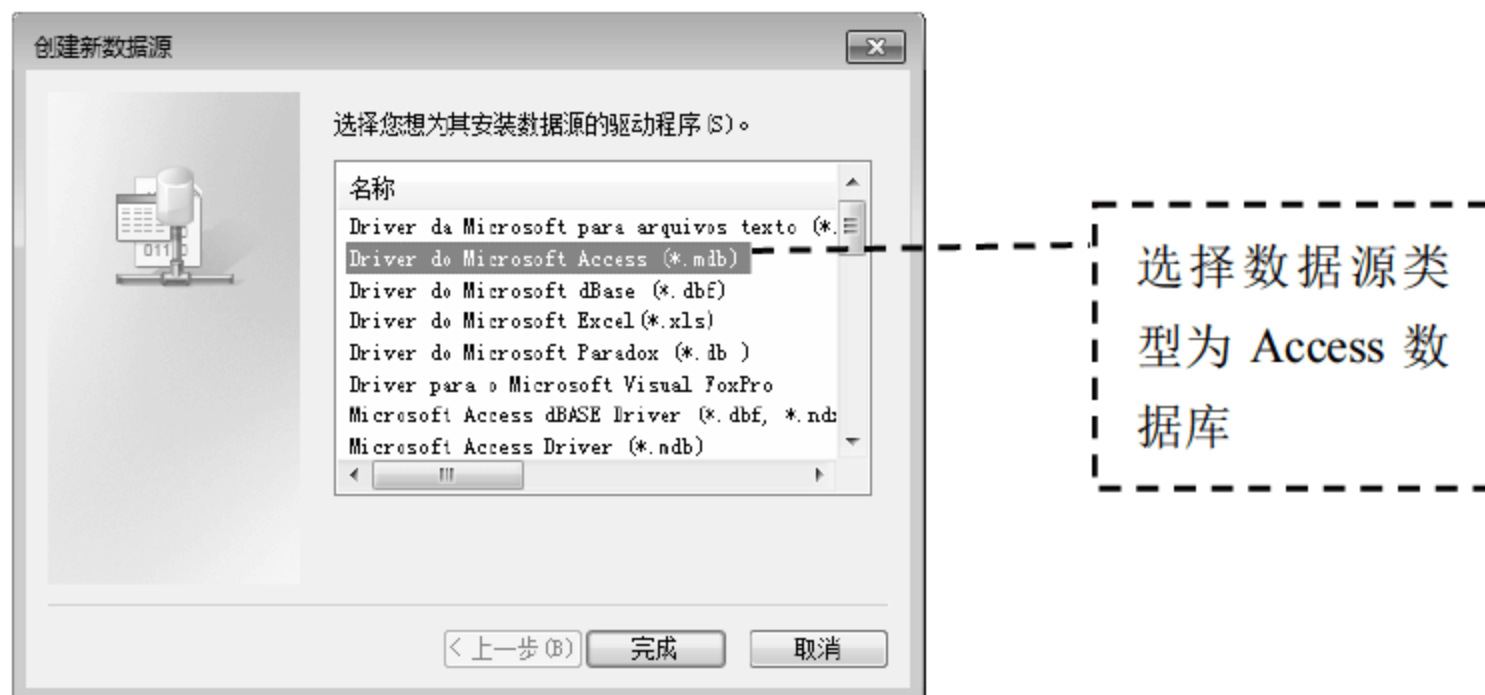 创建新数据源
选择您想为其安装数据源的驱动程序(S)。
名称
Driver da Microsoft para arquivos texto (*.
Driver do Microsoft Access (*.mdb)
Driver do Microsoft dBase (*.dbf)
Driver do Microsoft Excel(*.xls)
Driver do Microsoft Paradox (*.db )
Driver para o Microsoft Visual FoxPro
Microsoft Access dBASE Driver (*.dbf, *.ndx
Microsoft Access Driver (*.mdb)
<上一步(B)
完成
取消
选择数据源类
型为 Access 数
据库